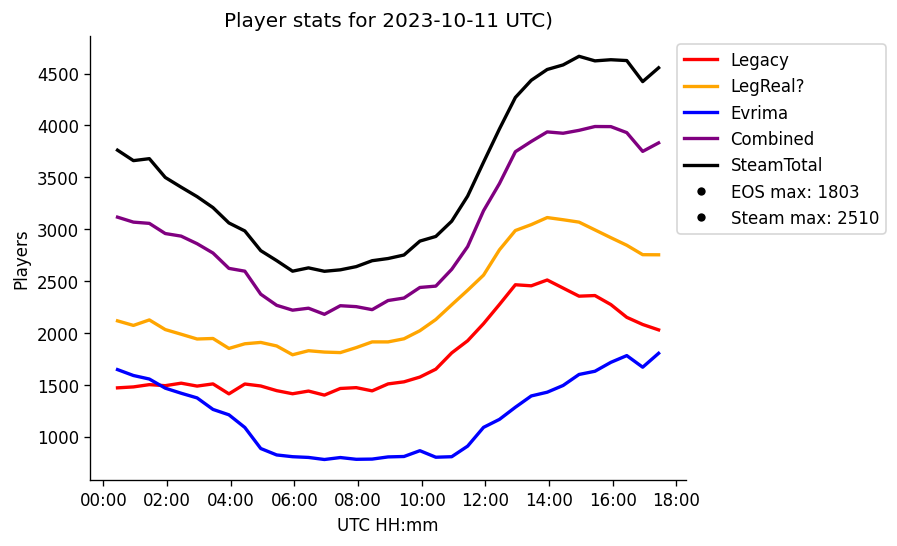 Player stats for 2023-10-11 UTC)
Legacy
LegReal?
Evrima
Combined
SteamTotal
EOS max: 1803
Steam max: 2510
Players
4500
4000
3500
3000
2500
2000
1500
1000
00:00 02:00 04:00 06:00 08:00 10:00 12:00 14:00 16:00 18:00
UTC HH:mm